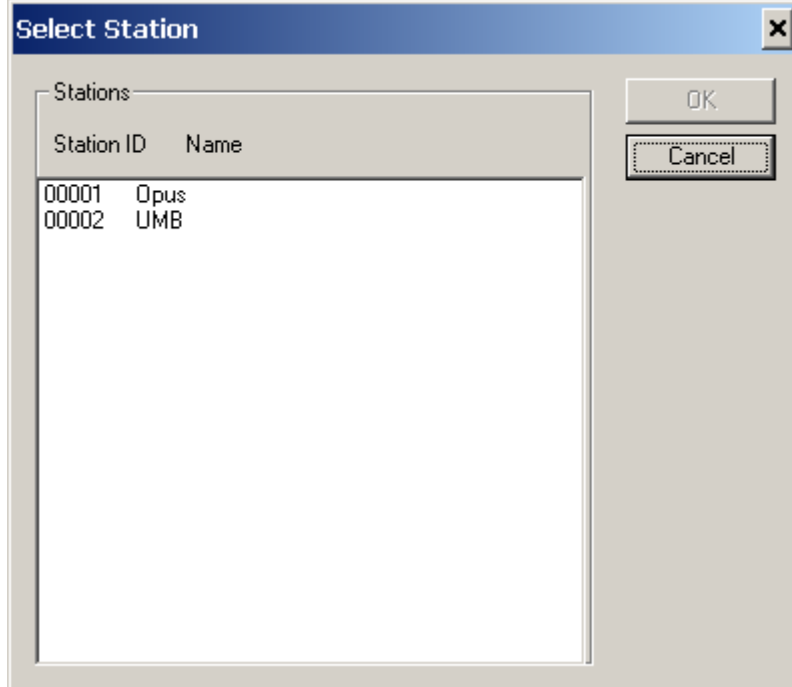 Select Station
Stations
OK
Station ID Name
Cancel
00001 Opus
00002 UMB